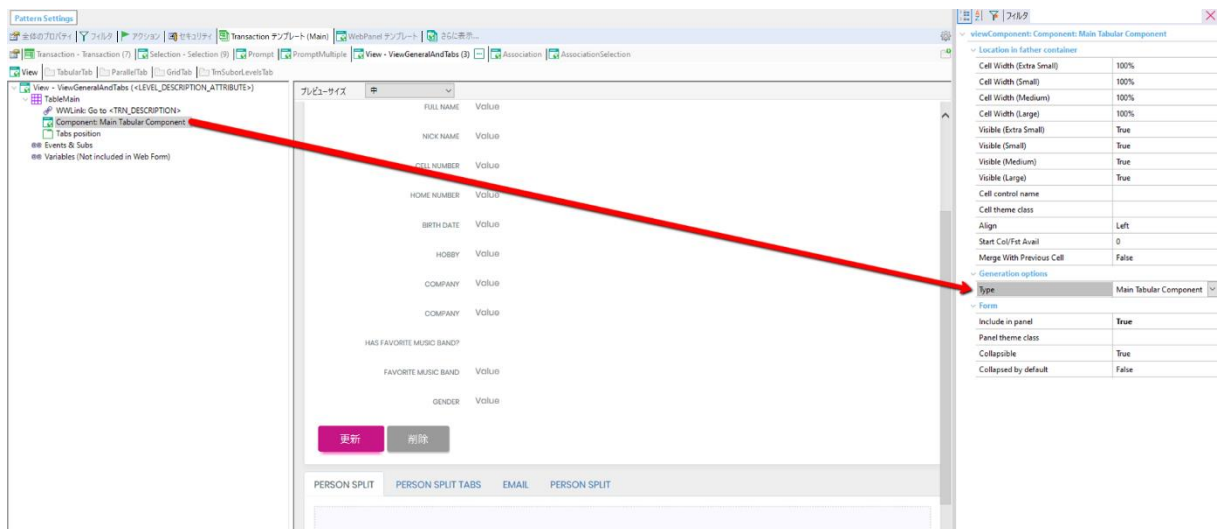 Pattern Settings
全体のプロパティ フィルタ アクション セキュリティ Transaction テンプレート (Main) WebPanel テンプレート さらに表示...
Transaction - Transaction (7) Selection - Selection (9) Prompt PromptMultiple View - ViewGeneralAndTabs (3) Association AssociationSelection
View TabularTab ParallelTab GridTab TrnSuborLevelsTab
View - ViewGeneralAndTabs (<LEVEL_DESCRIPTION_ATTRIBUTE>)
TableMain
WWLink: Go to <TRN_DESCRIPTION>
Component: Main Tabular Component
Tabs position
Events & Subs
Variables (Not included in Web Form)
プレビューサイズ 中
FULL NAME Value
NICK NAME Value
CELL NUMBER Value
HOME NUMBER Value
BIRTH DATE Value
HOBBY Value
COMPANY Value
COMPANY Value
HAS FAVORITE MUSIC BAND?
FAVORITE MUSIC BAND Value
GENDER Value
更新 削除
PERSON SPLIT PERSON SPLIT TABS EMAIL PERSON SPLIT
フィルタ
viewComponent: Component: Main Tabular Component
Location in father container
Cell Width (Extra Small) 100%
Cell Width (Small) 100%
Cell Width (Medium) 100%
Cell Width (Large) 100%
Visible (Extra Small) True
Visible (Small) True
Visible (Medium) True
Visible (Large) True
Cell control name
Cell theme class
Align Left
Start Col/Fst Avail 0
Merge With Previous Cell False
Generation options
Type Main Tabular Component
Form
Include in panel True
Panel theme class
Collapsible True
Collapsed by default False